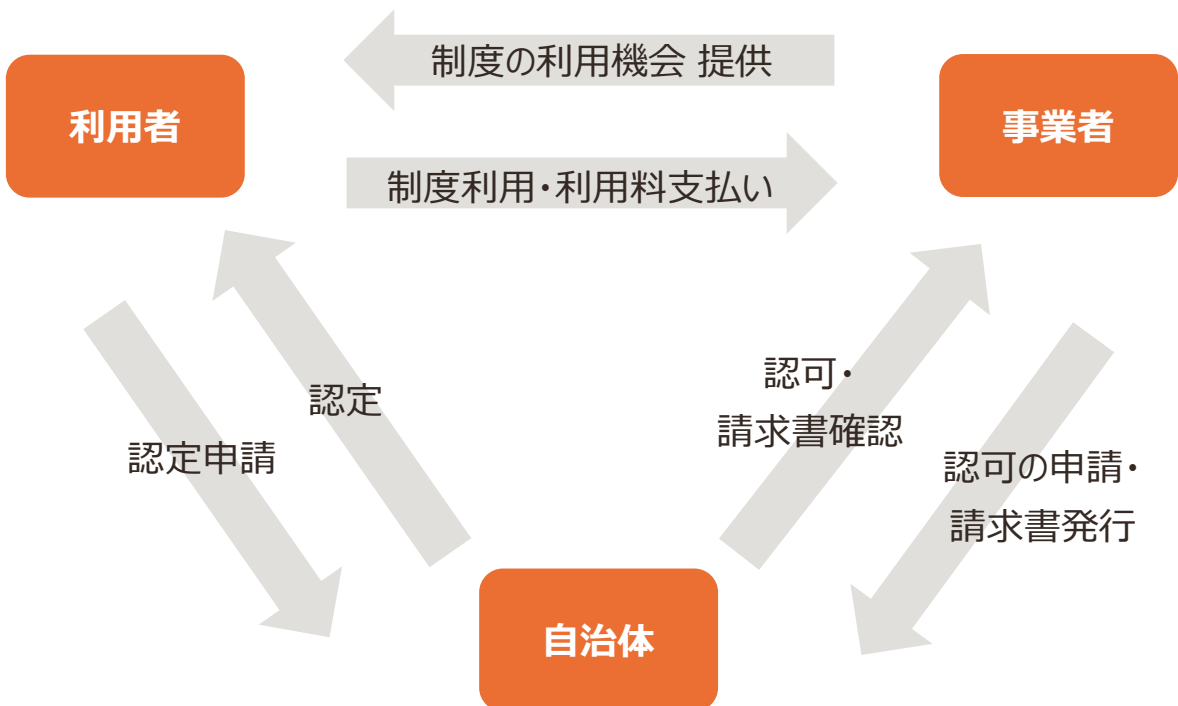 制度の利用機会 提供
利用者
事業者
制度利用・利用料支払い
認可・
認定
請求書確認
認定申請
認可の申請・
請求書発行
自治体